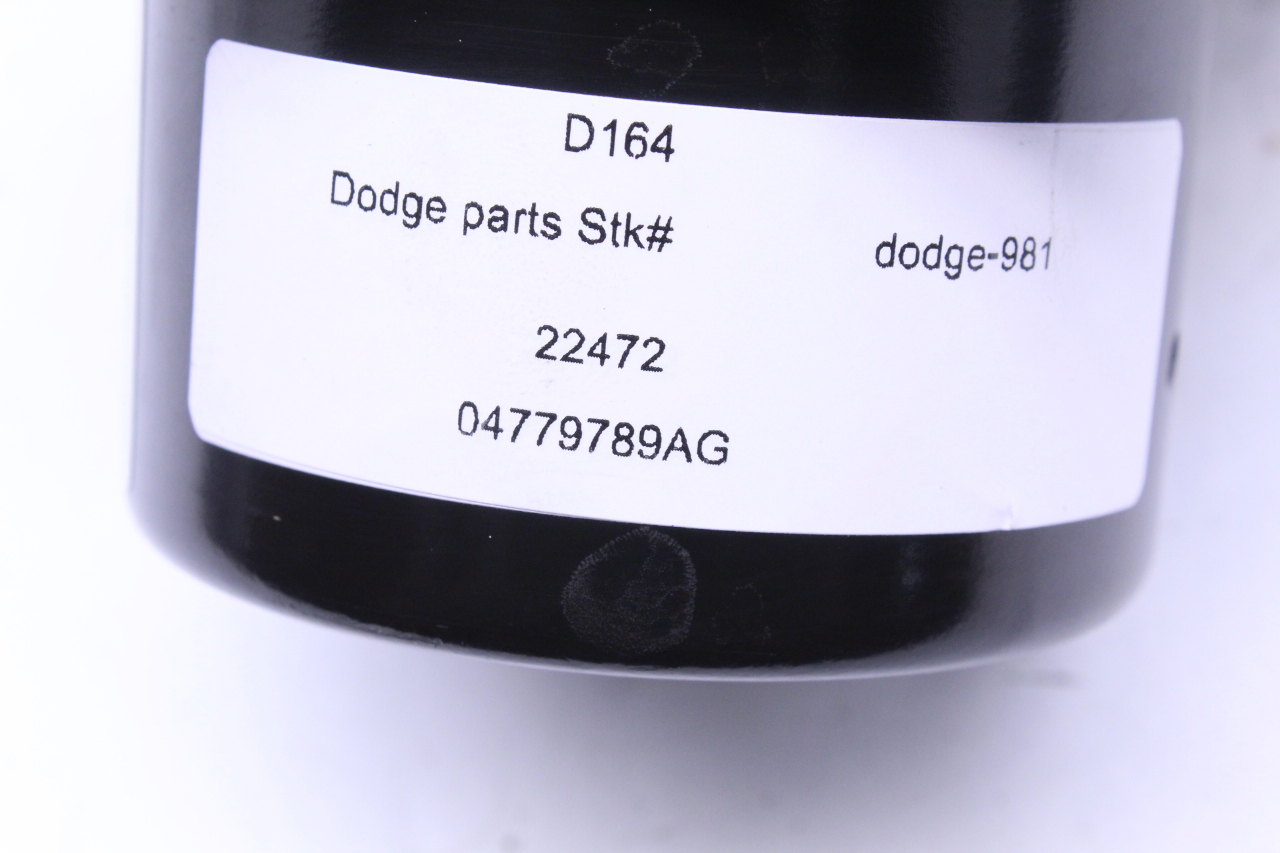 D164
Dodge parts Stk# dodge-981
22472
04779789AG